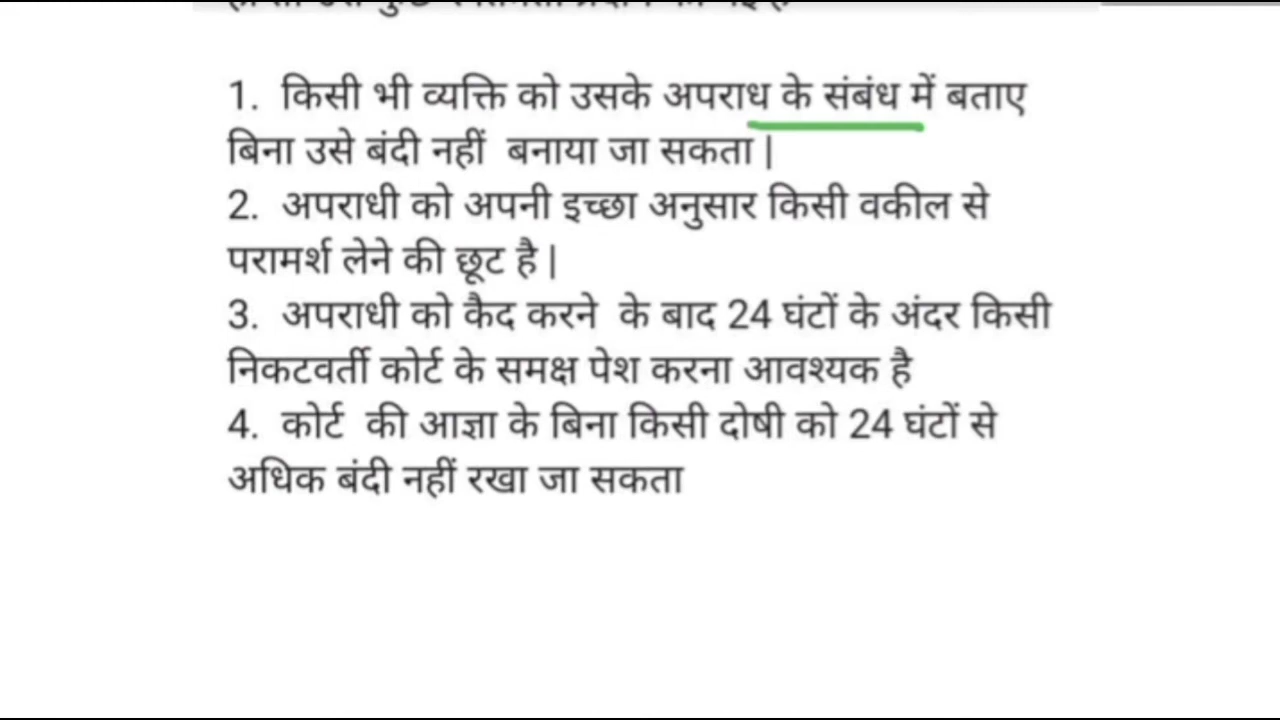 1. किसी भी व्यक्ति को उसके अपराध के संबंध में बताए
बिना उसे बंदी नहीं बनाया जा सकता |
2. अपराधी को अपनी इच्छा अनुसार किसी वकील से
परामर्श लेने की छूट है |
3. अपराधी को कैद करने के बाद 24 घंटों के अंदर किसी
निकटवर्ती कोर्ट के समक्ष पेश करना आवश्यक है
4. कोर्ट की आज्ञा के बिना किसी दोषी को 24 घंटों से
अधिक बंदी नहीं रखा जा सकता